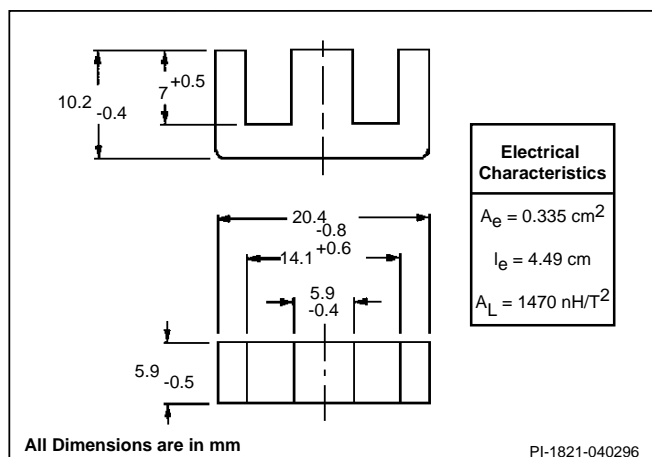 10.2 -0.4
7 +0.5
Electrical
Characteristics
Ae = 0.335 cm2
le = 4.49 cm
AL = 1470 nH/T2
20.4 -0.8
14.1 +0.6
5.9
-0.4
5.9 -0.5
All Dimensions are in mm
PI-1821-040296